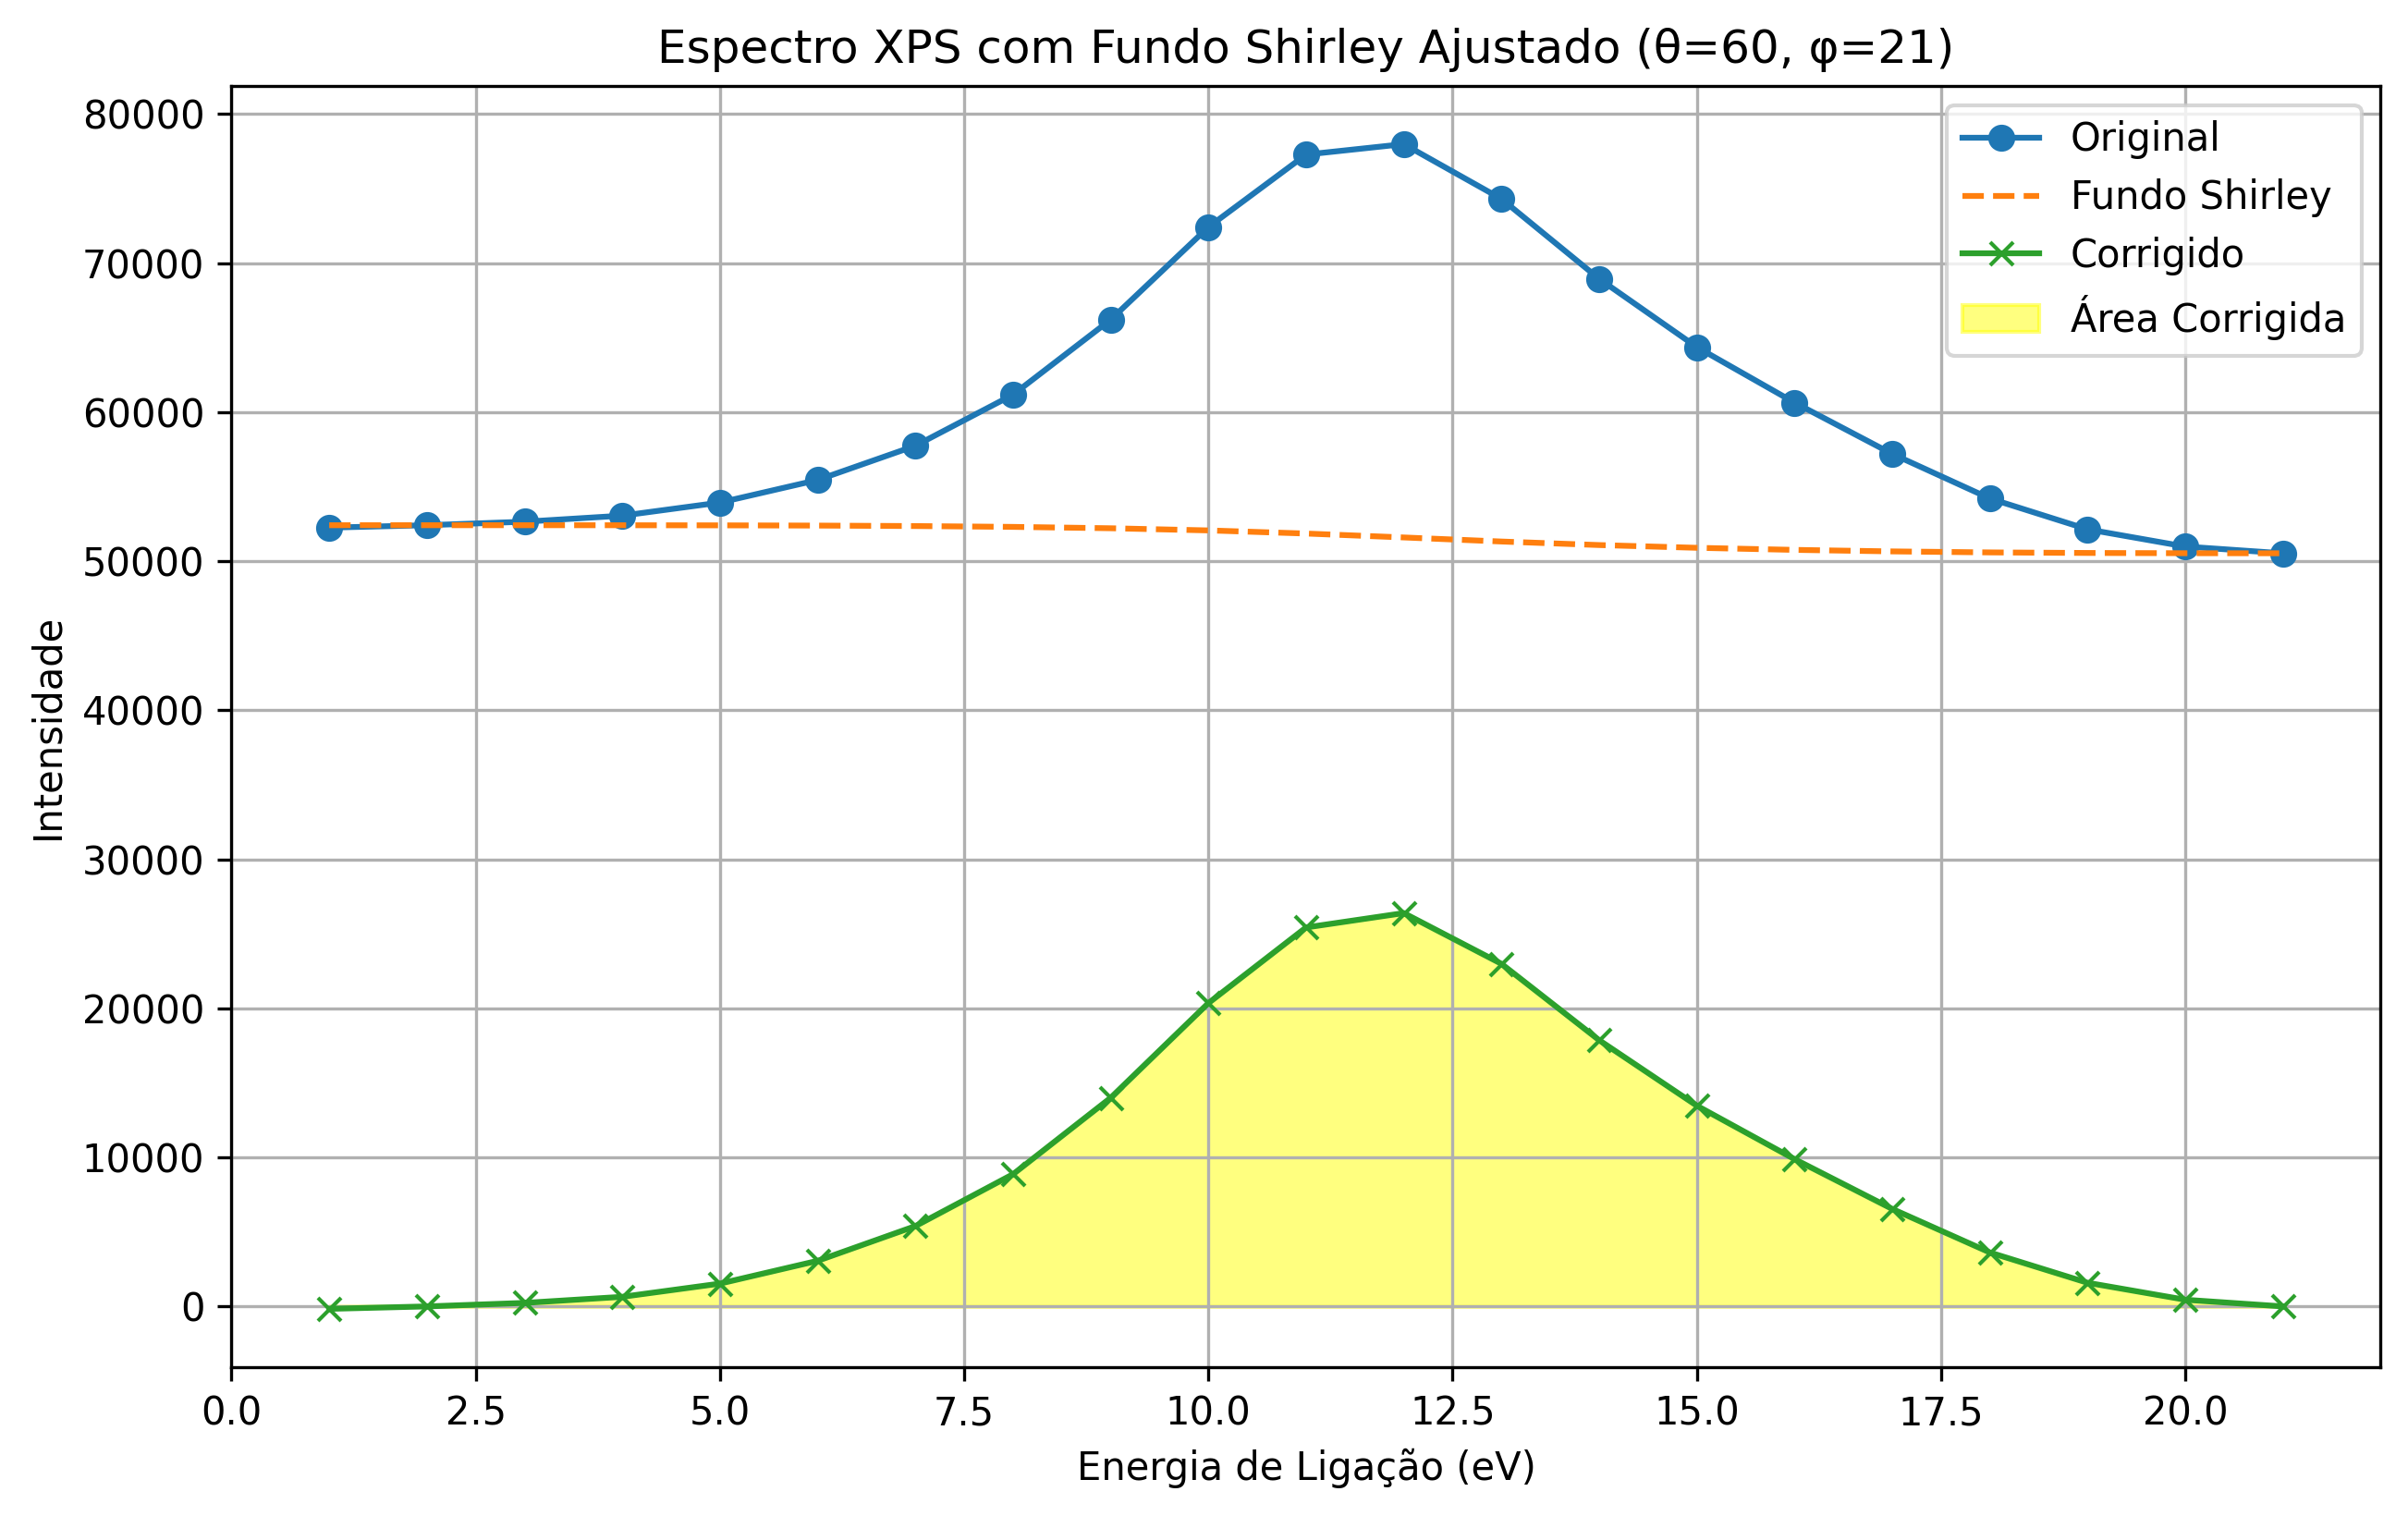 Espectro XPS com Fundo Shirley Ajustado (θ=60, φ=21)
80000
70000
60000
50000
40000
30000
20000
10000
0
Intensidade
Original
Fundo Shirley
Corrigido
Área Corrigida
0.0 2.5 5.0 7.5 10.0 12.5 15.0 17.5 20.0
Energia de Ligação (eV)